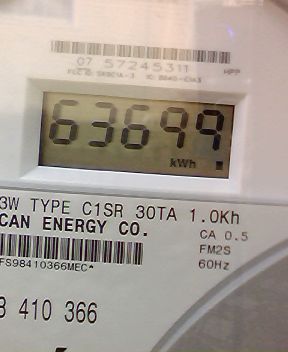 07 57245311
HPP
63699
kWh
3W TYPE C1SR 30TA 1.0Kh
CAN ENERGY CO.
CA 0.5
FM2S
60Hz
FS98410366MEC*
410 366